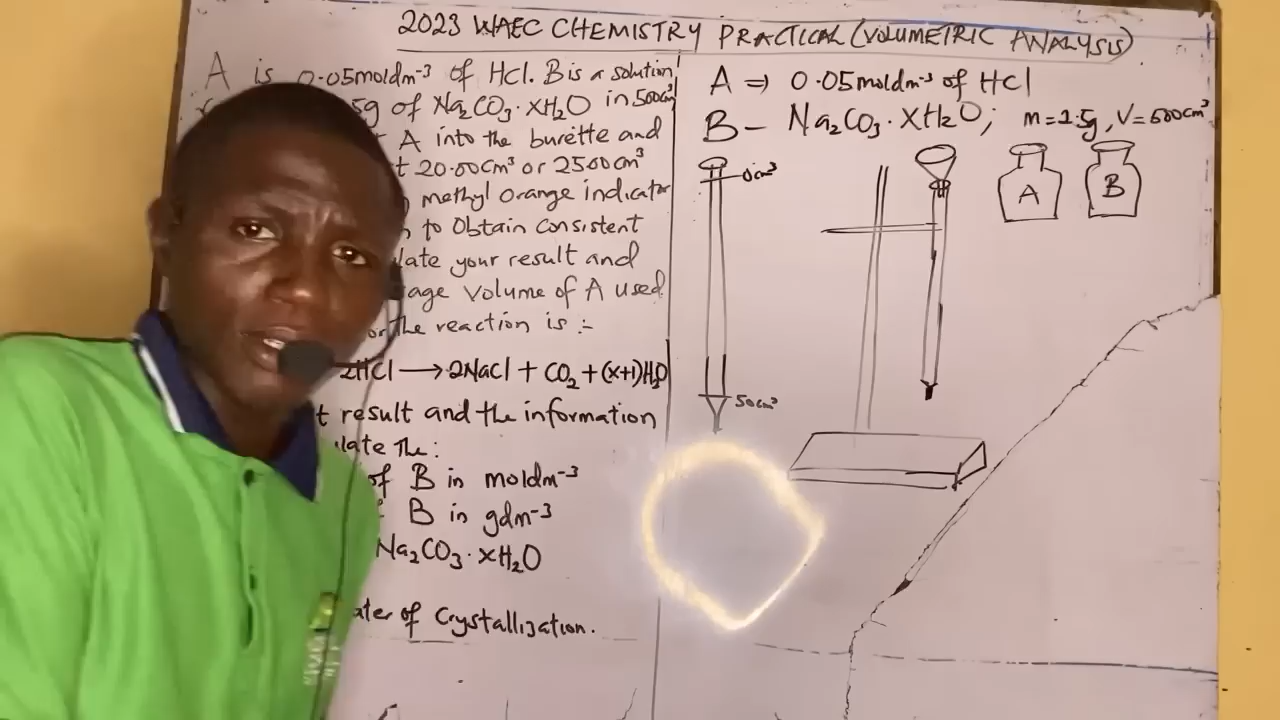 2023 WAEC CHEMISTRY PRACTICAL (VOLUMETRIC ANALYSIS)
A is 0.05moldm⁻³ of HCl. B is a solution
5g of Na₂CO₃·XH₂O in 500cm³
A into the burette and
t 20.00cm³ or 25.00cm³
methyl Orange indicator
to Obtain consistent
late your result and
age Volume of A used
or the reaction is :-
2HCl → 2NaCl + CO₂ + (x+1)H₂O
t result and the information
late the:
of B in moldm⁻³
B in gdm⁻³
Na₂CO₃·xH₂O
ater of Crystallization.
A ⇒ 0.05moldm⁻³ of HCl
B – Na₂CO₃·XH₂O; m=2.5g, V=500cm³
0cm³
50cm³
A
B